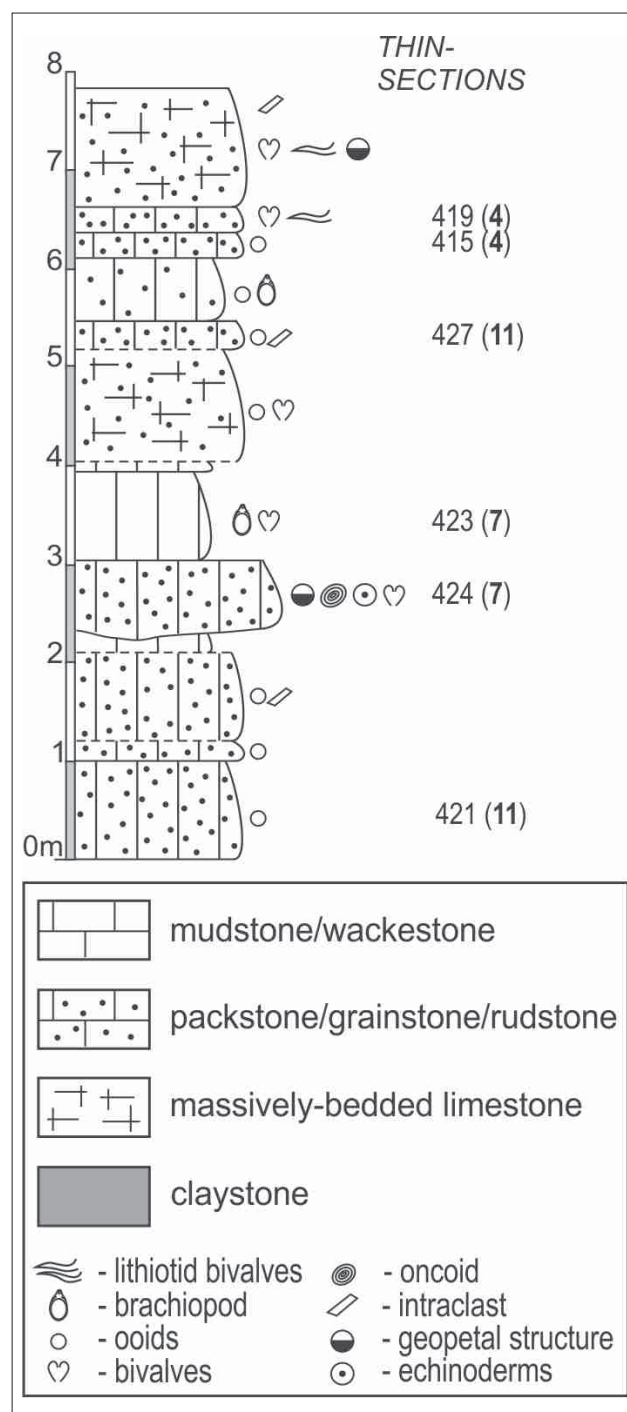 THIN-
SECTIONS
8
7
419 (4)
415 (4)
6
427 (11)
5
4
423 (7)
3
424 (7)
2
1
421 (11)
0m
mudstone/wackestone
packstone/grainstone/rudstone
massively-bedded limestone
claystone
- lithiotid bivalves
- brachiopod
- ooids
- bivalves
- oncoid
- intraclast
- geopetal structure
- echinoderms